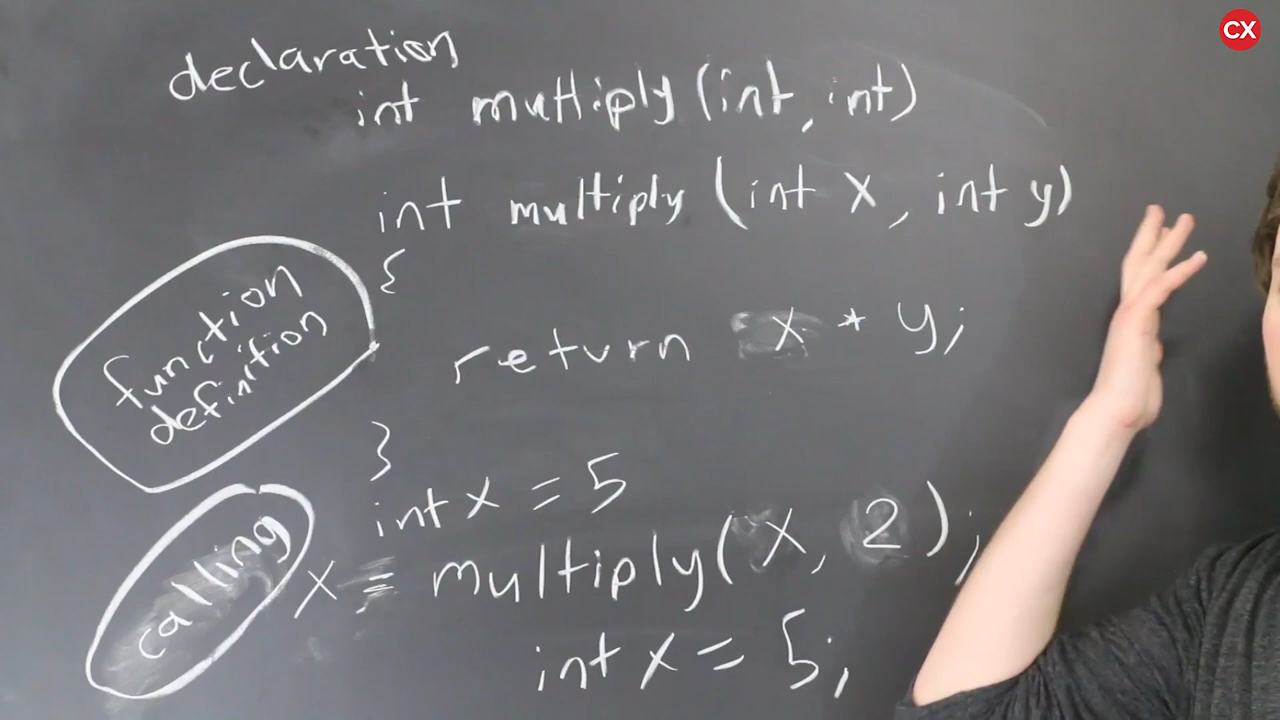 CX
declaration
int multiply (int, int)
int multiply (int x, int y)
{
function
definition
return x * y;
}
int x = 5
calling
x = multiply(x, 2);
int x = 5;